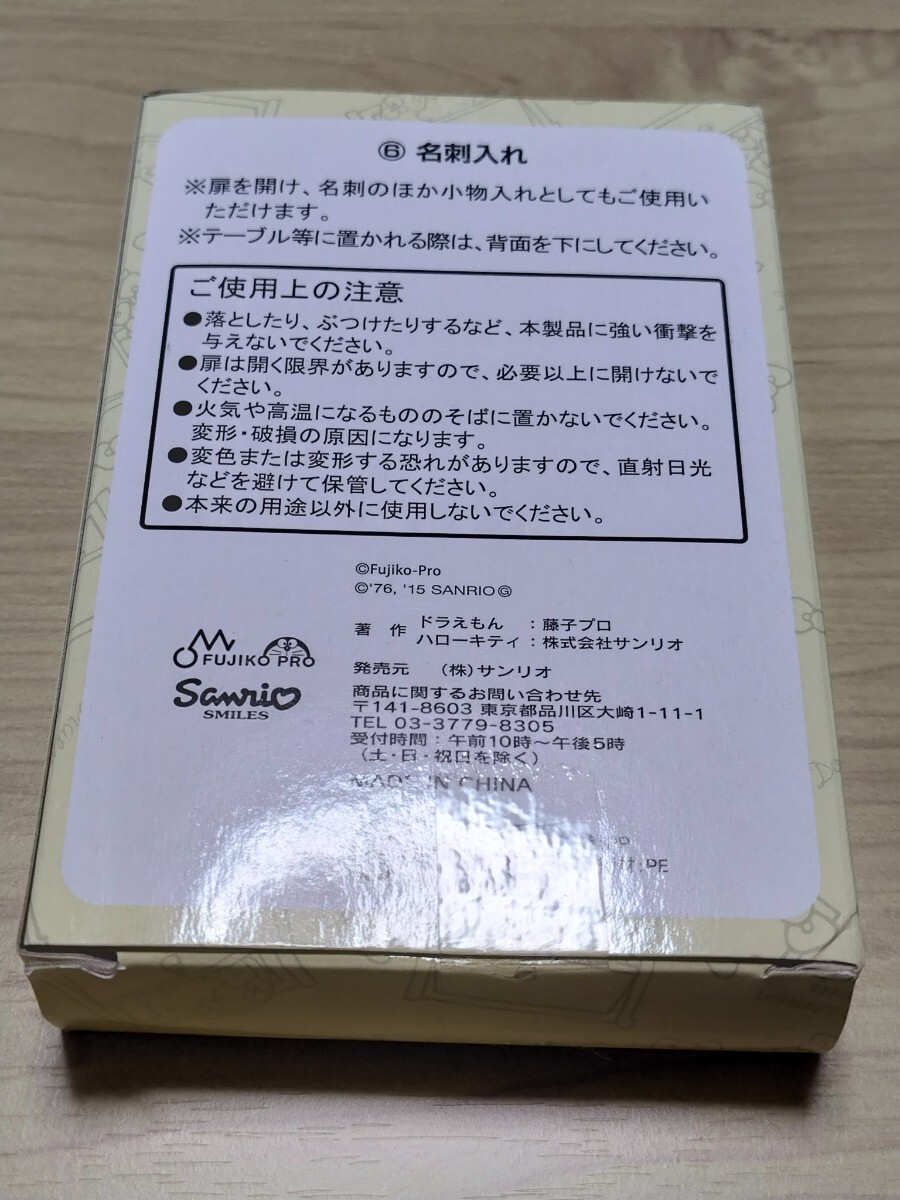 ⑥ 名刺入れ
※扉を開け、名刺のほか小物入れとしてもご使用い
ただけます。
※テーブル等に置かれる際は、背面を下にしてください。
ご使用上の注意
●落としたり、ぶつけたりするなど、本製品に強い衝撃を
与えないでください。
●扉は開く限界がありますので、必要以上に開けないで
ください。
●火気や高温になるもののそばに置かないでください。
変形・破損の原因になります。
●変色または変形する恐れがありますので、直射日光
などを避けて保管してください。
●本来の用途以外に使用しないでください。
©Fujiko-Pro
©'76, '15 SANRIO Ⓖ
著 作 ドラえもん ：藤子プロ
ハローキティ：株式会社サンリオ
FUJIKO PRO
Sanrio
SMILES
発売元 （株）サンリオ
商品に関するお問い合わせ先
〒141-8603 東京都品川区大崎1-11-1
TEL 03-3779-8305
受付時間：午前10時～午後5時
（土・日・祝日を除く）
MADE IN CHINA
材:PE